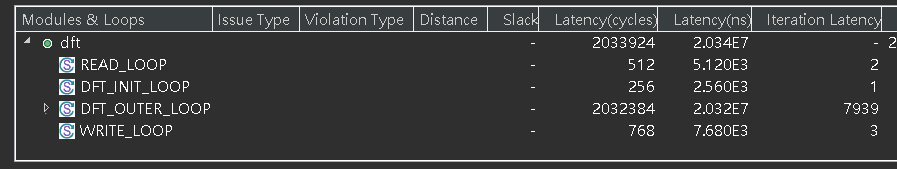 Modules & Loops Issue Type Violation Type Distance Slack Latency(cycles) Latency(ns) Iteration Latency
dft - 2033924 2.034E7 - 2
READ_LOOP - 512 5.120E3 2
DFT_INIT_LOOP - 256 2.560E3 1
DFT_OUTER_LOOP - 2032384 2.032E7 7939
WRITE_LOOP - 768 7.680E3 3